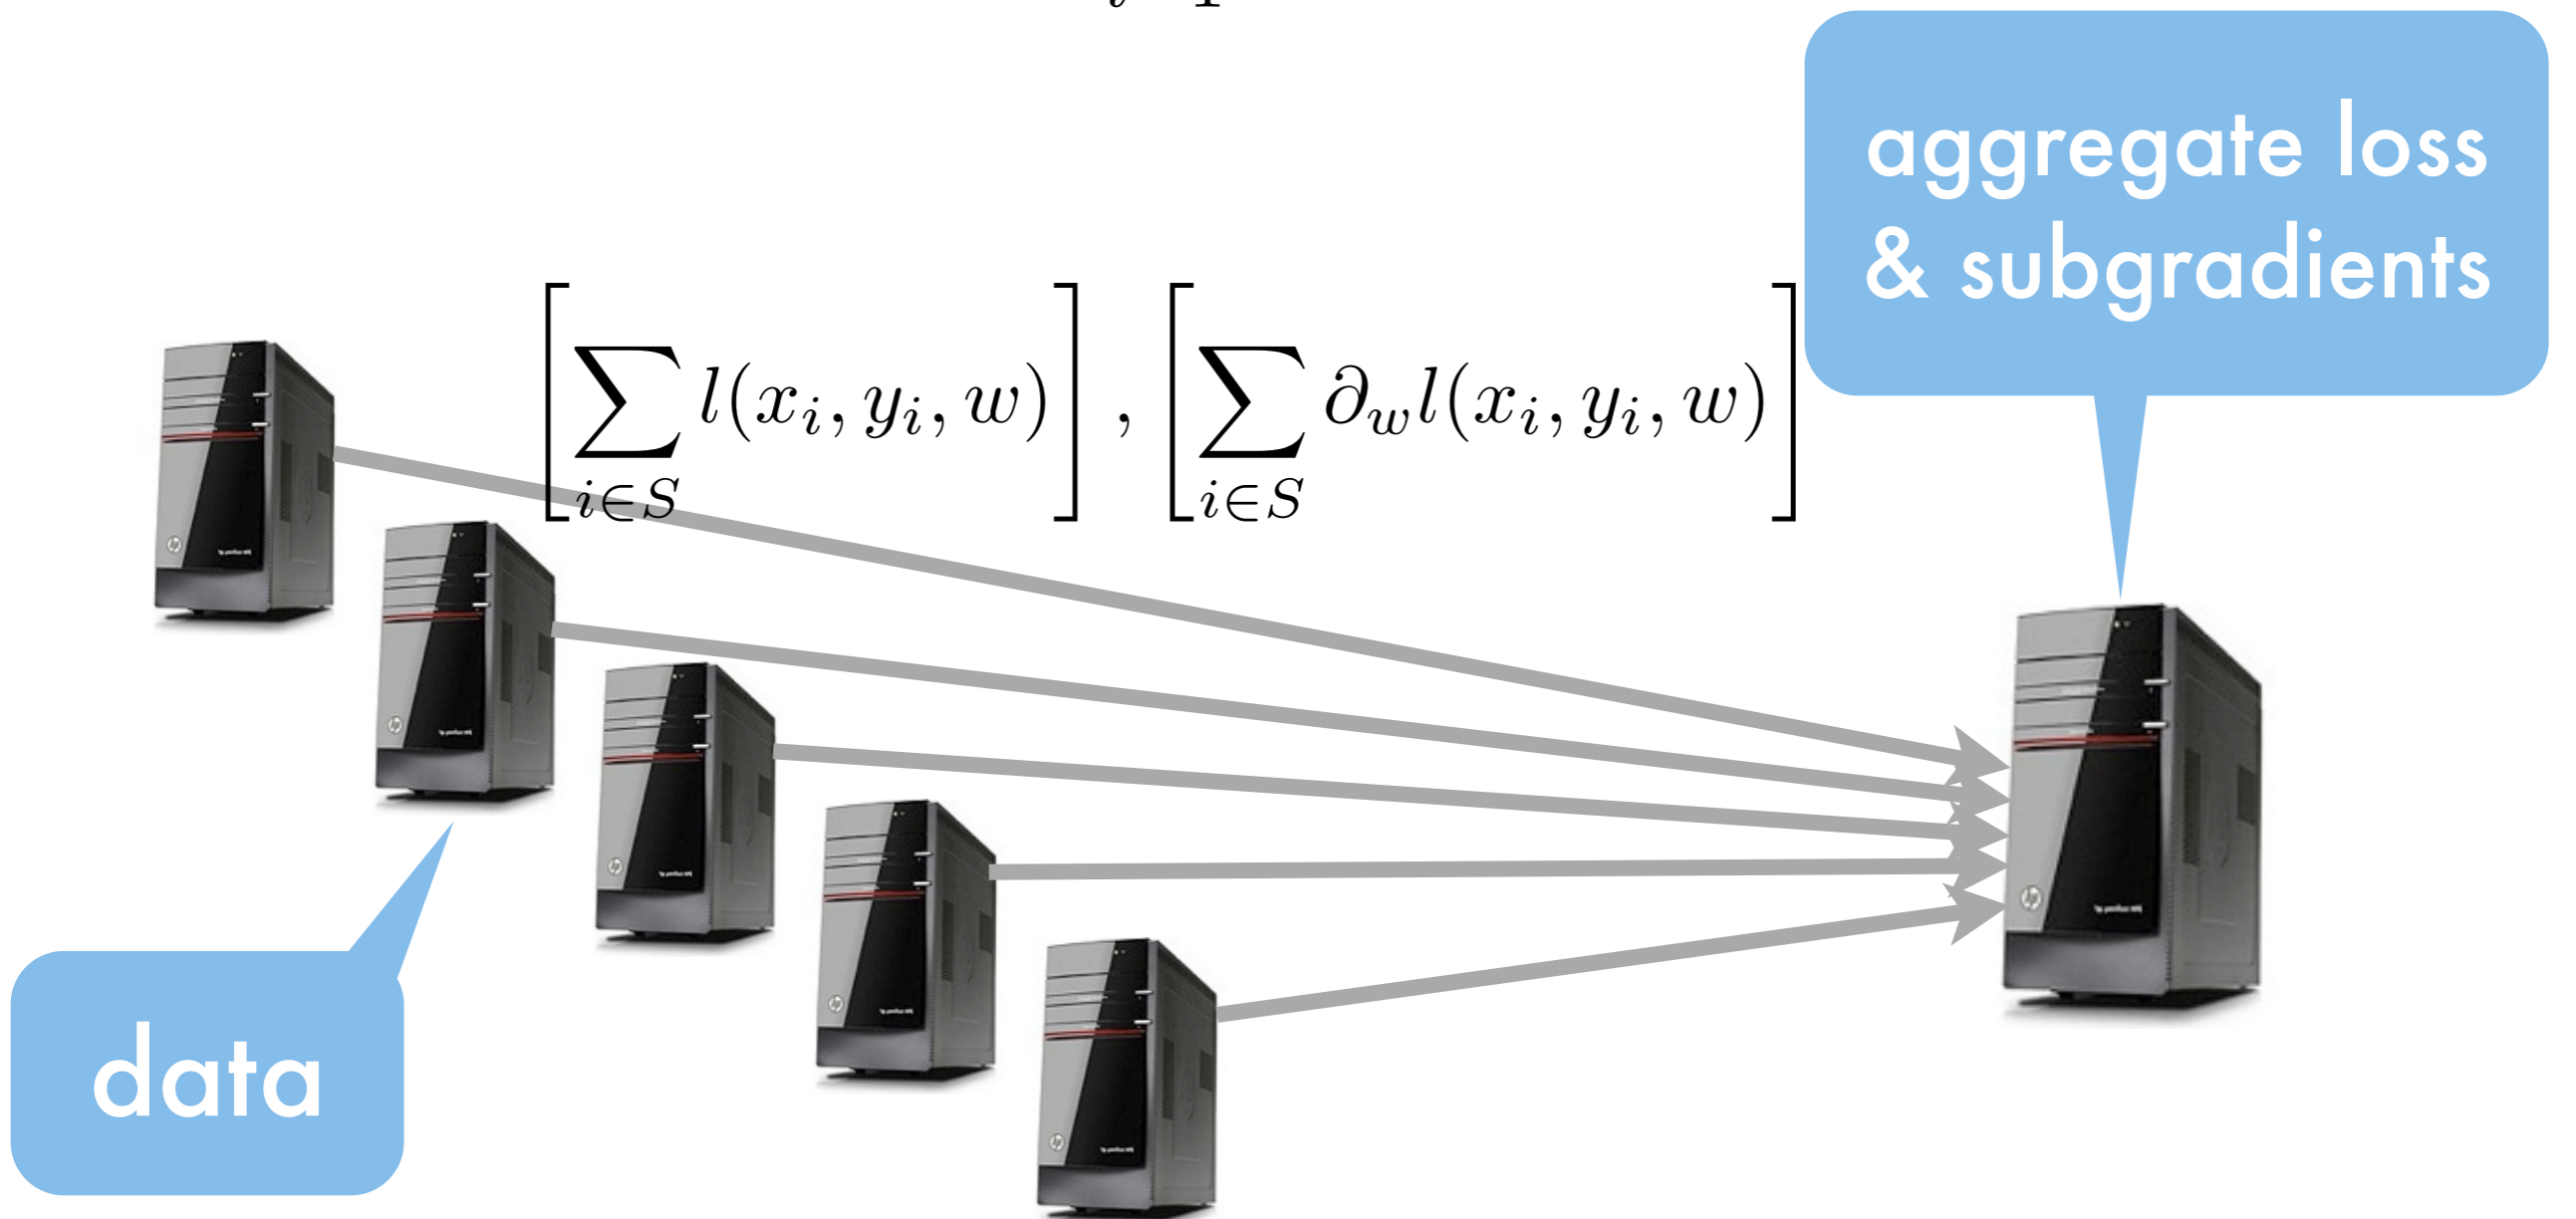 aggregate loss
& subgradients
[∑_{i∈S} l(x_i, y_i, w)] , [∑_{i∈S} ∂_w l(x_i, y_i, w)]
data